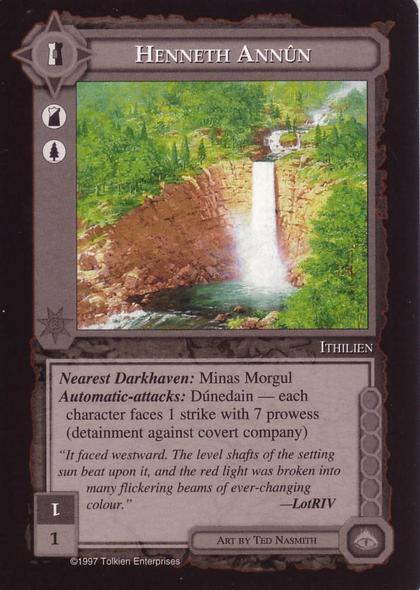 HENNETH ANNÛN
ITHILIEN
Nearest Darkhaven: Minas Morgul
Automatic-attacks: Dúnedain — each
character faces 1 strike with 7 prowess
(detainment against covert company)
“It faced westward. The level shafts of the setting
sun beat upon it, and the red light was broken into
many flickering beams of ever-changing
colour.” —LotRIV
1
ART BY TED NASMITH
©1997 Tolkien Enterprises